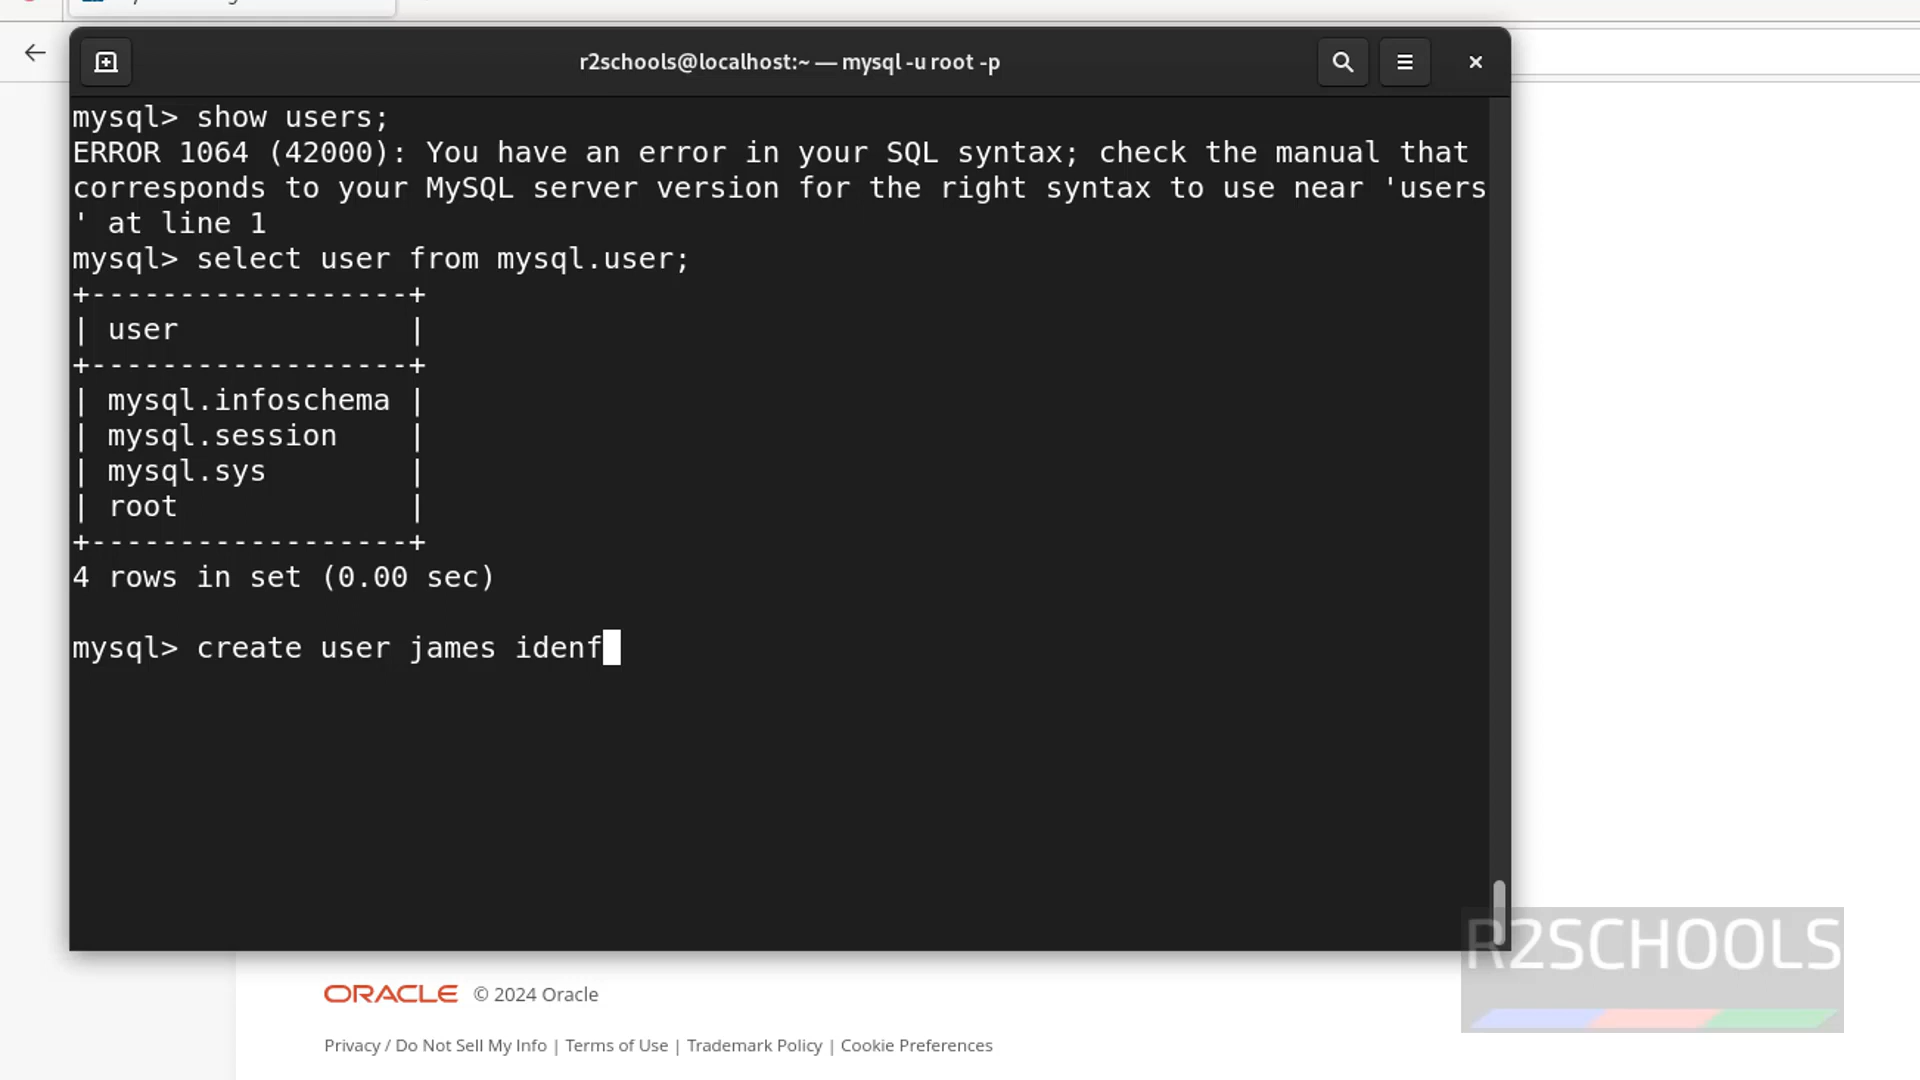 r2schools@localhost:~ — mysql -u root -p
mysql> show users;
ERROR 1064 (42000): You have an error in your SQL syntax; check the manual that
corresponds to your MySQL server version for the right syntax to use near 'users
' at line 1
mysql> select user from mysql.user;
+------------------+
| user             |
+------------------+
| mysql.infoschema |
| mysql.session    |
| mysql.sys        |
| root             |
+------------------+
4 rows in set (0.00 sec)
mysql> create user james idenf
R2SCHOOLS
ORACLE © 2024 Oracle
Privacy / Do Not Sell My Info | Terms of Use | Trademark Policy | Cookie Preferences